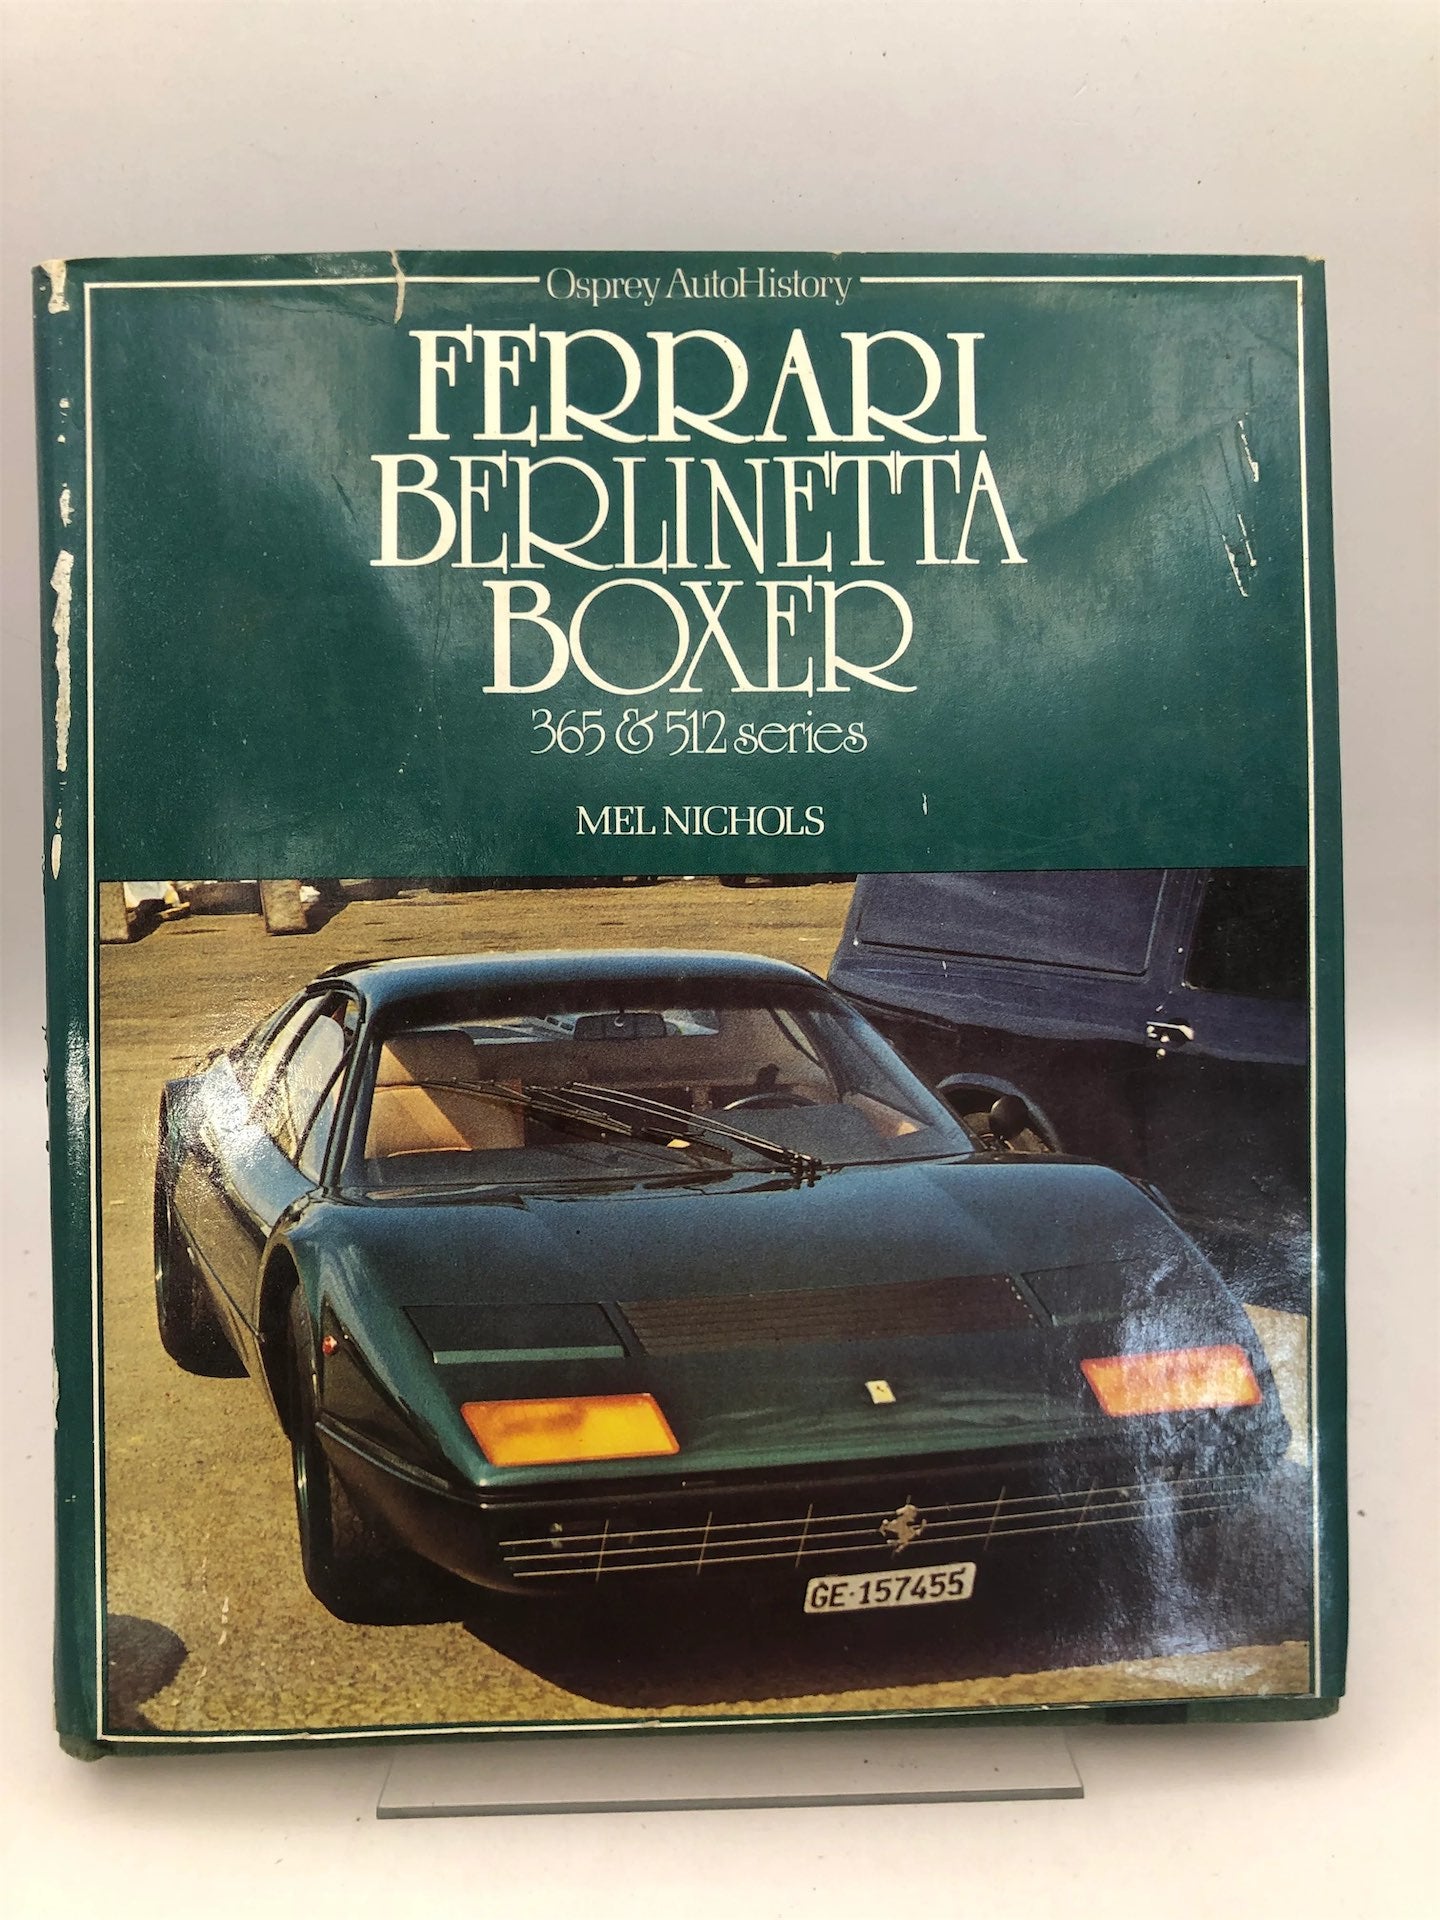 Osprey AutoHistory
FERRARI
BERLINETTA
BOXER
365 & 512 series
MEL NICHOLS
GE·157455